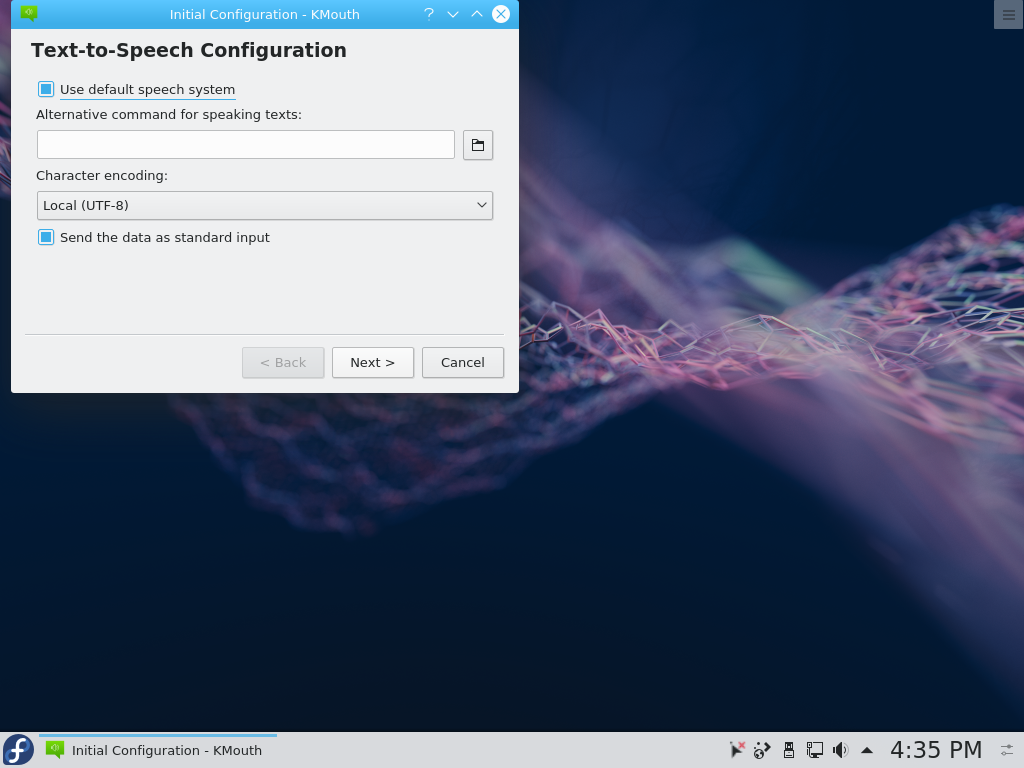 Initial Configuration - KMouth
Text-to-Speech Configuration
Use default speech system
Alternative command for speaking texts:
Character encoding:
Local (UTF-8)
Send the data as standard input
< Back
Next >
Cancel
Initial Configuration - KMouth
4:35 PM